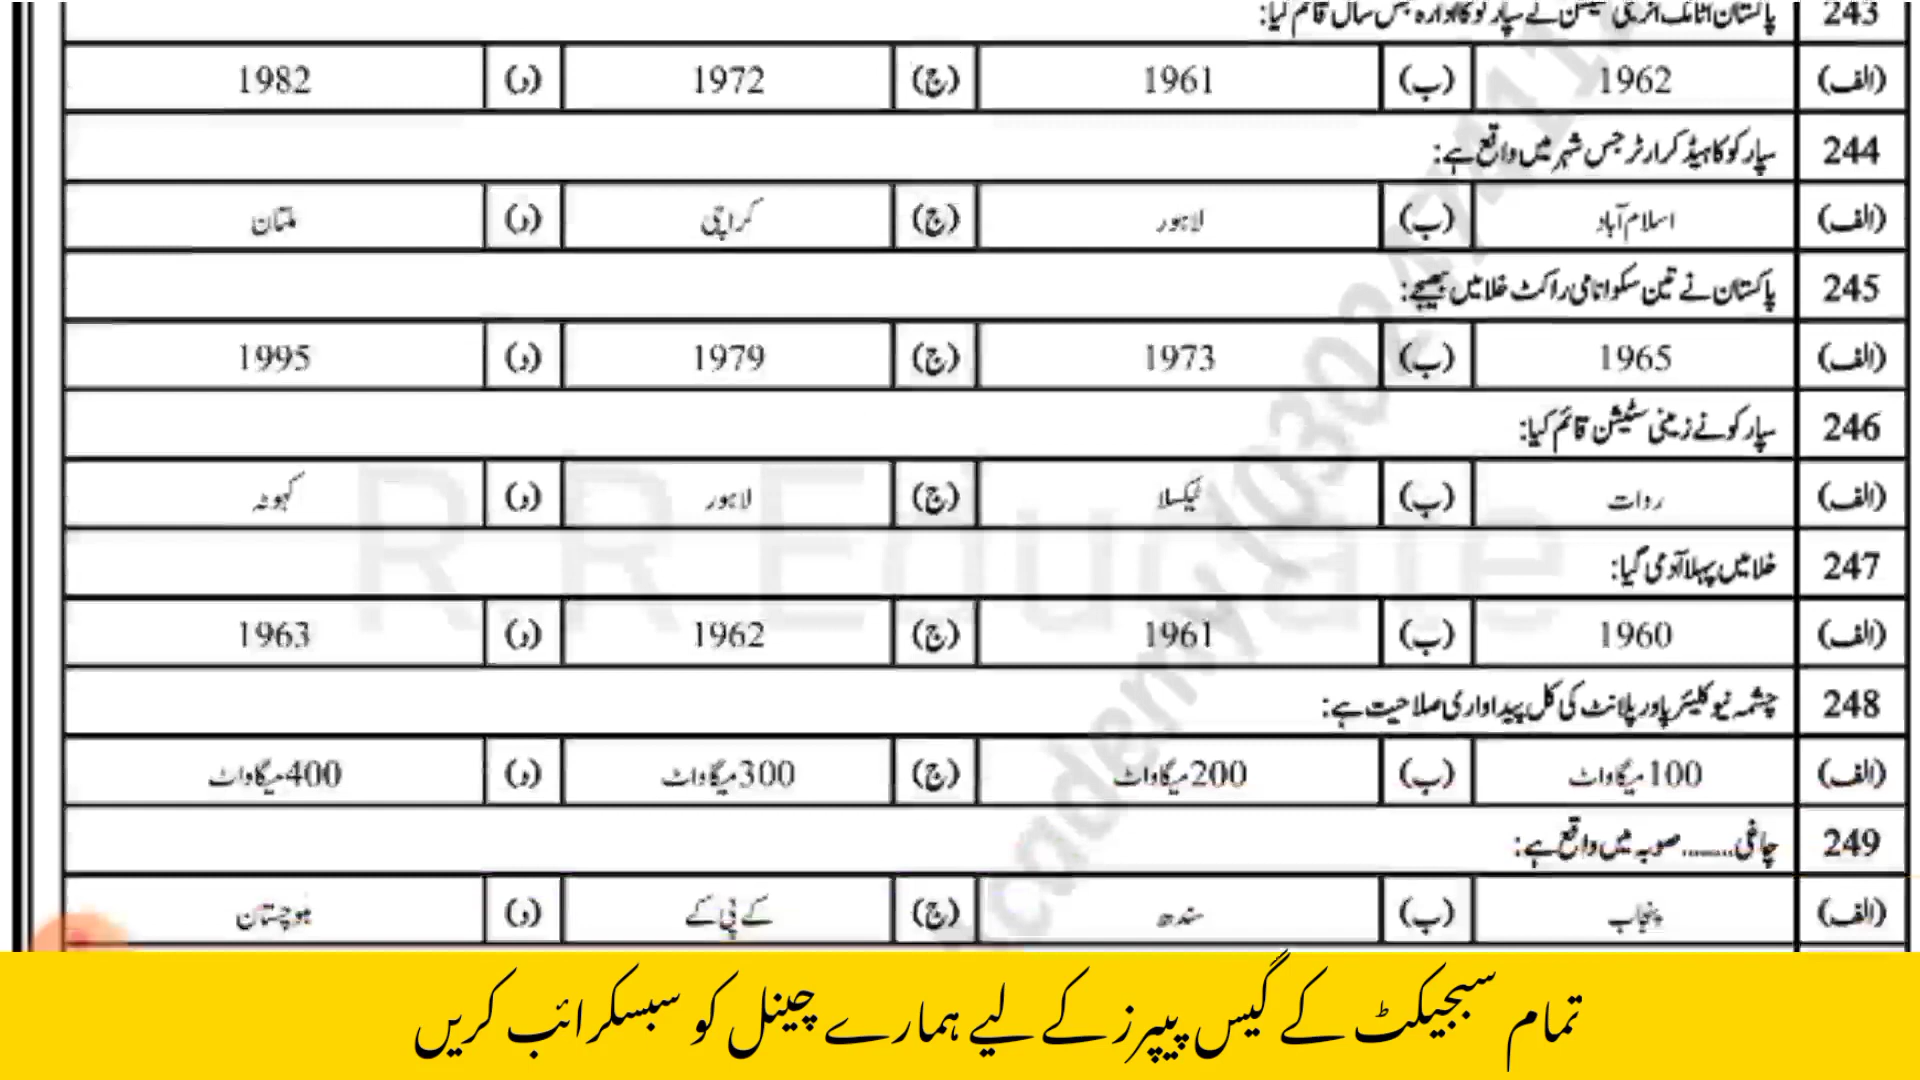 243 پاکستان اٹامک انرجی کمیشن نے سپارکو کا ادارہ جس سال قائم کیا:
(الف) 1962 (ب) 1961 (ج) 1972 (د) 1982
244 سپارکو کا ہیڈ کرارٹر جس شہر میں واقع ہے:
(الف) اسلام آباد (ب) لاہور (ج) کراچی (د) ملتان
245 پاکستان نے تین سکوا نامی راکٹ خلا میں بھیجے:
(الف) 1965 (ب) 1973 (ج) 1979 (د) 1995
246 سپارکو نے زمینی سٹیشن قائم کیا:
(الف) روات (ب) ٹیکسلا (ج) لاہور (د) کہوٹہ
247 خلا میں پہلا آدمی گیا:
(الف) 1960 (ب) 1961 (ج) 1962 (د) 1963
248 چشمہ نیوکلیئر پاور پلانٹ کی کل پیداواری صلاحیت ہے:
(الف) 100 میگاواٹ (ب) 200 میگاواٹ (ج) 300 میگاواٹ (د) 400 میگاواٹ
249 چاغی........ صوبہ میں واقع ہے:
(الف) پنجاب (ب) سندھ (ج) کے پی کے (د) بلوچستان
R R Educate
تمام سبجیکٹ کے گیس پیپرز کے لیے ہمارے چینل کو سبسکرائب کریں